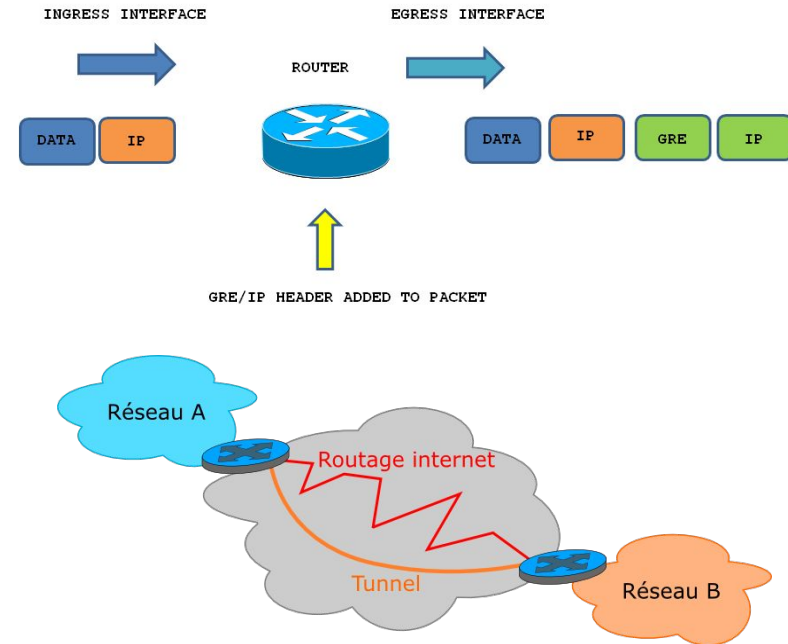 INGRESS INTERFACE
EGRESS INTERFACE
ROUTER
DATA
IP
DATA
IP
GRE
IP
GRE/IP HEADER ADDED TO PACKET
Réseau A
Routage internet
Tunnel
Réseau B